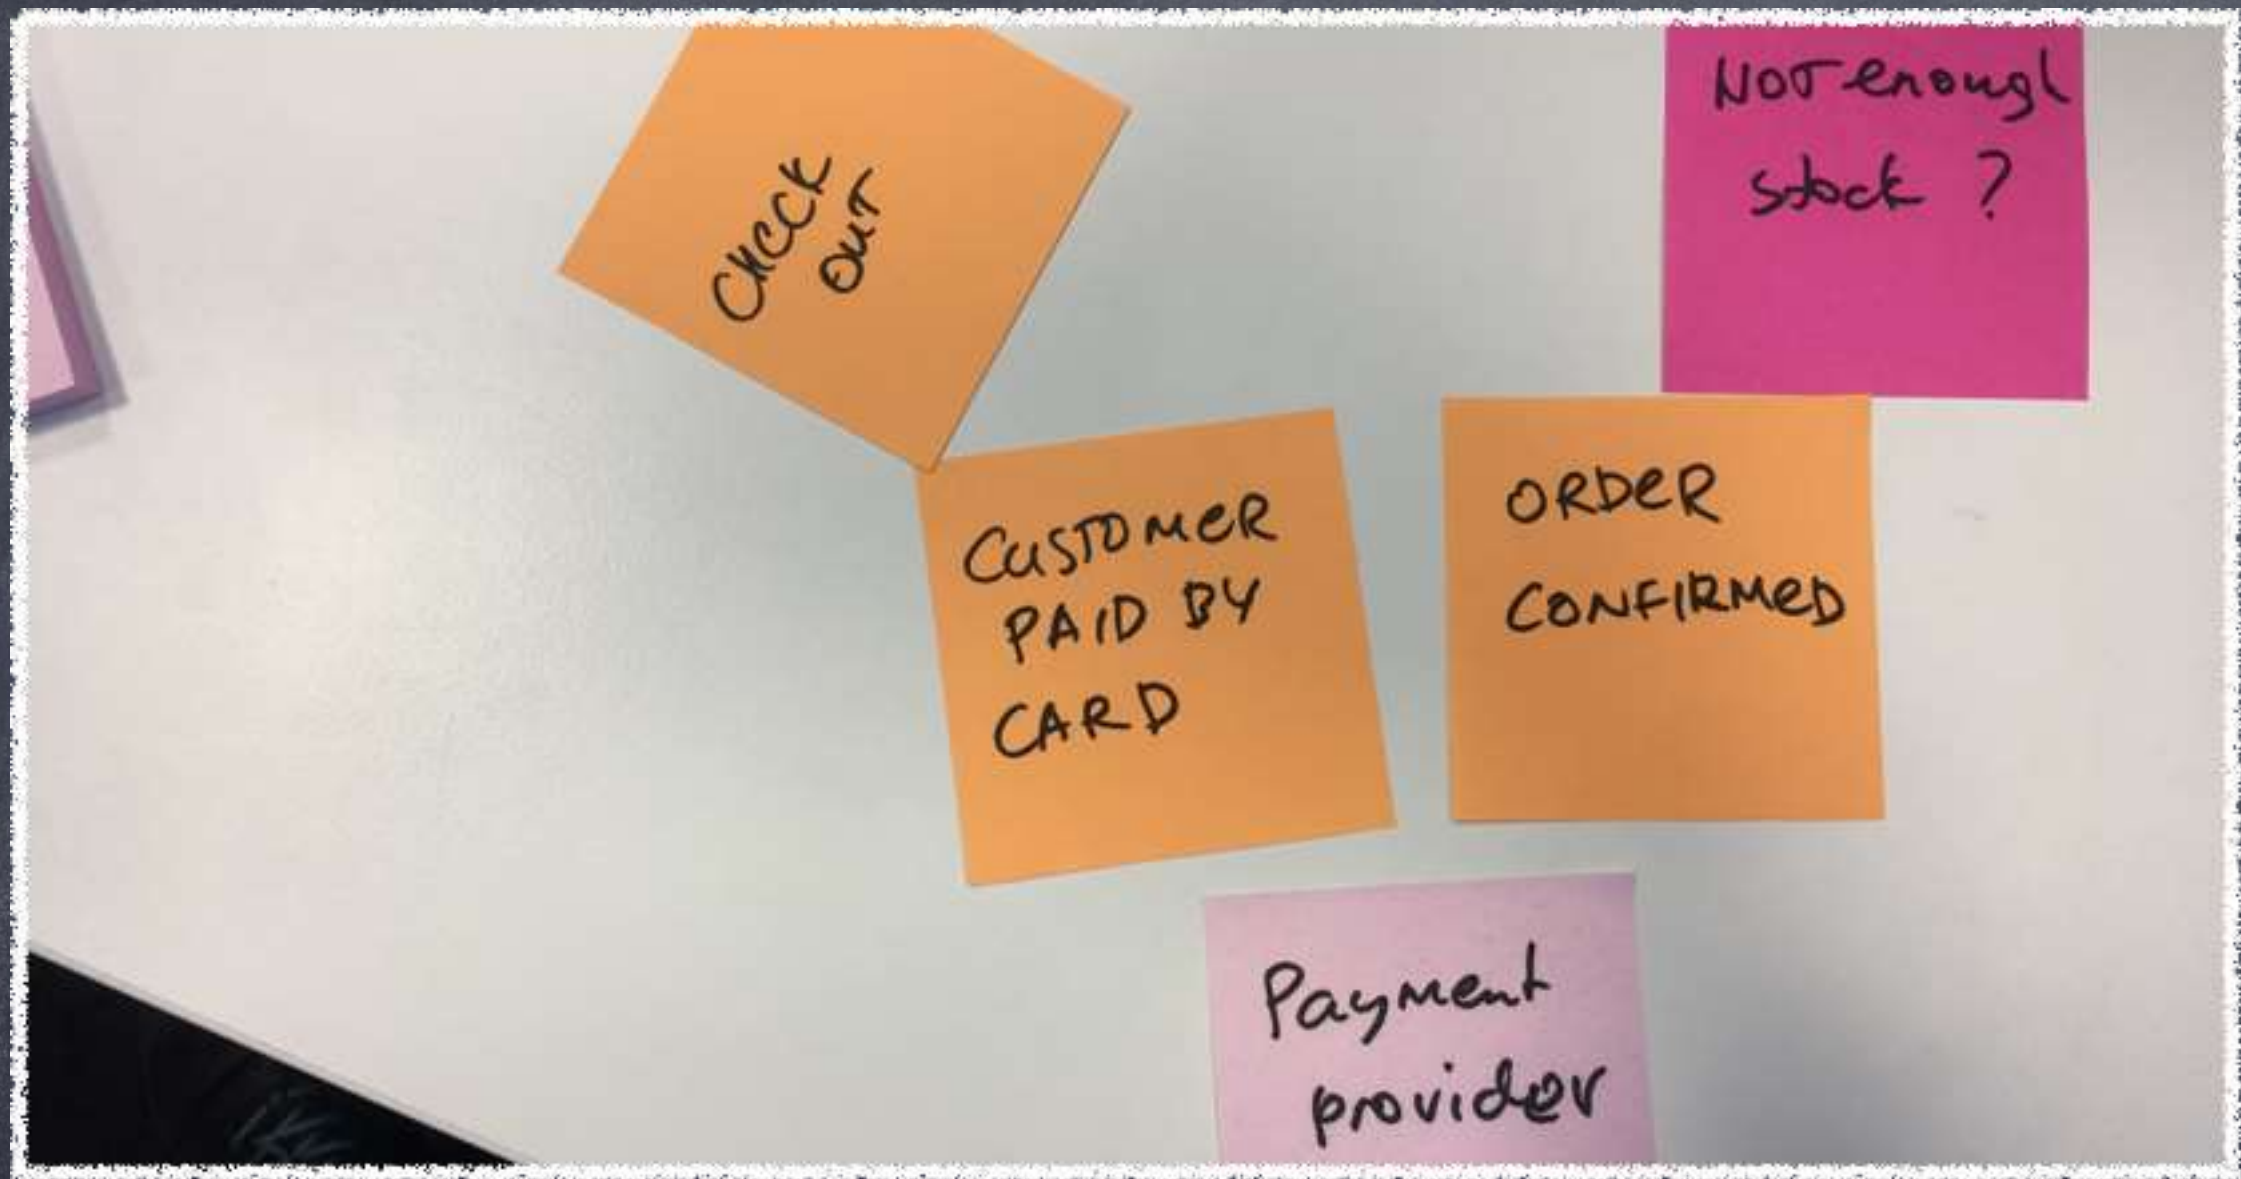 CHECK
OUT
NOT enough
stock ?
CUSTOMER
PAID BY
CARD
ORDER
CONFIRMED
Payment
provider